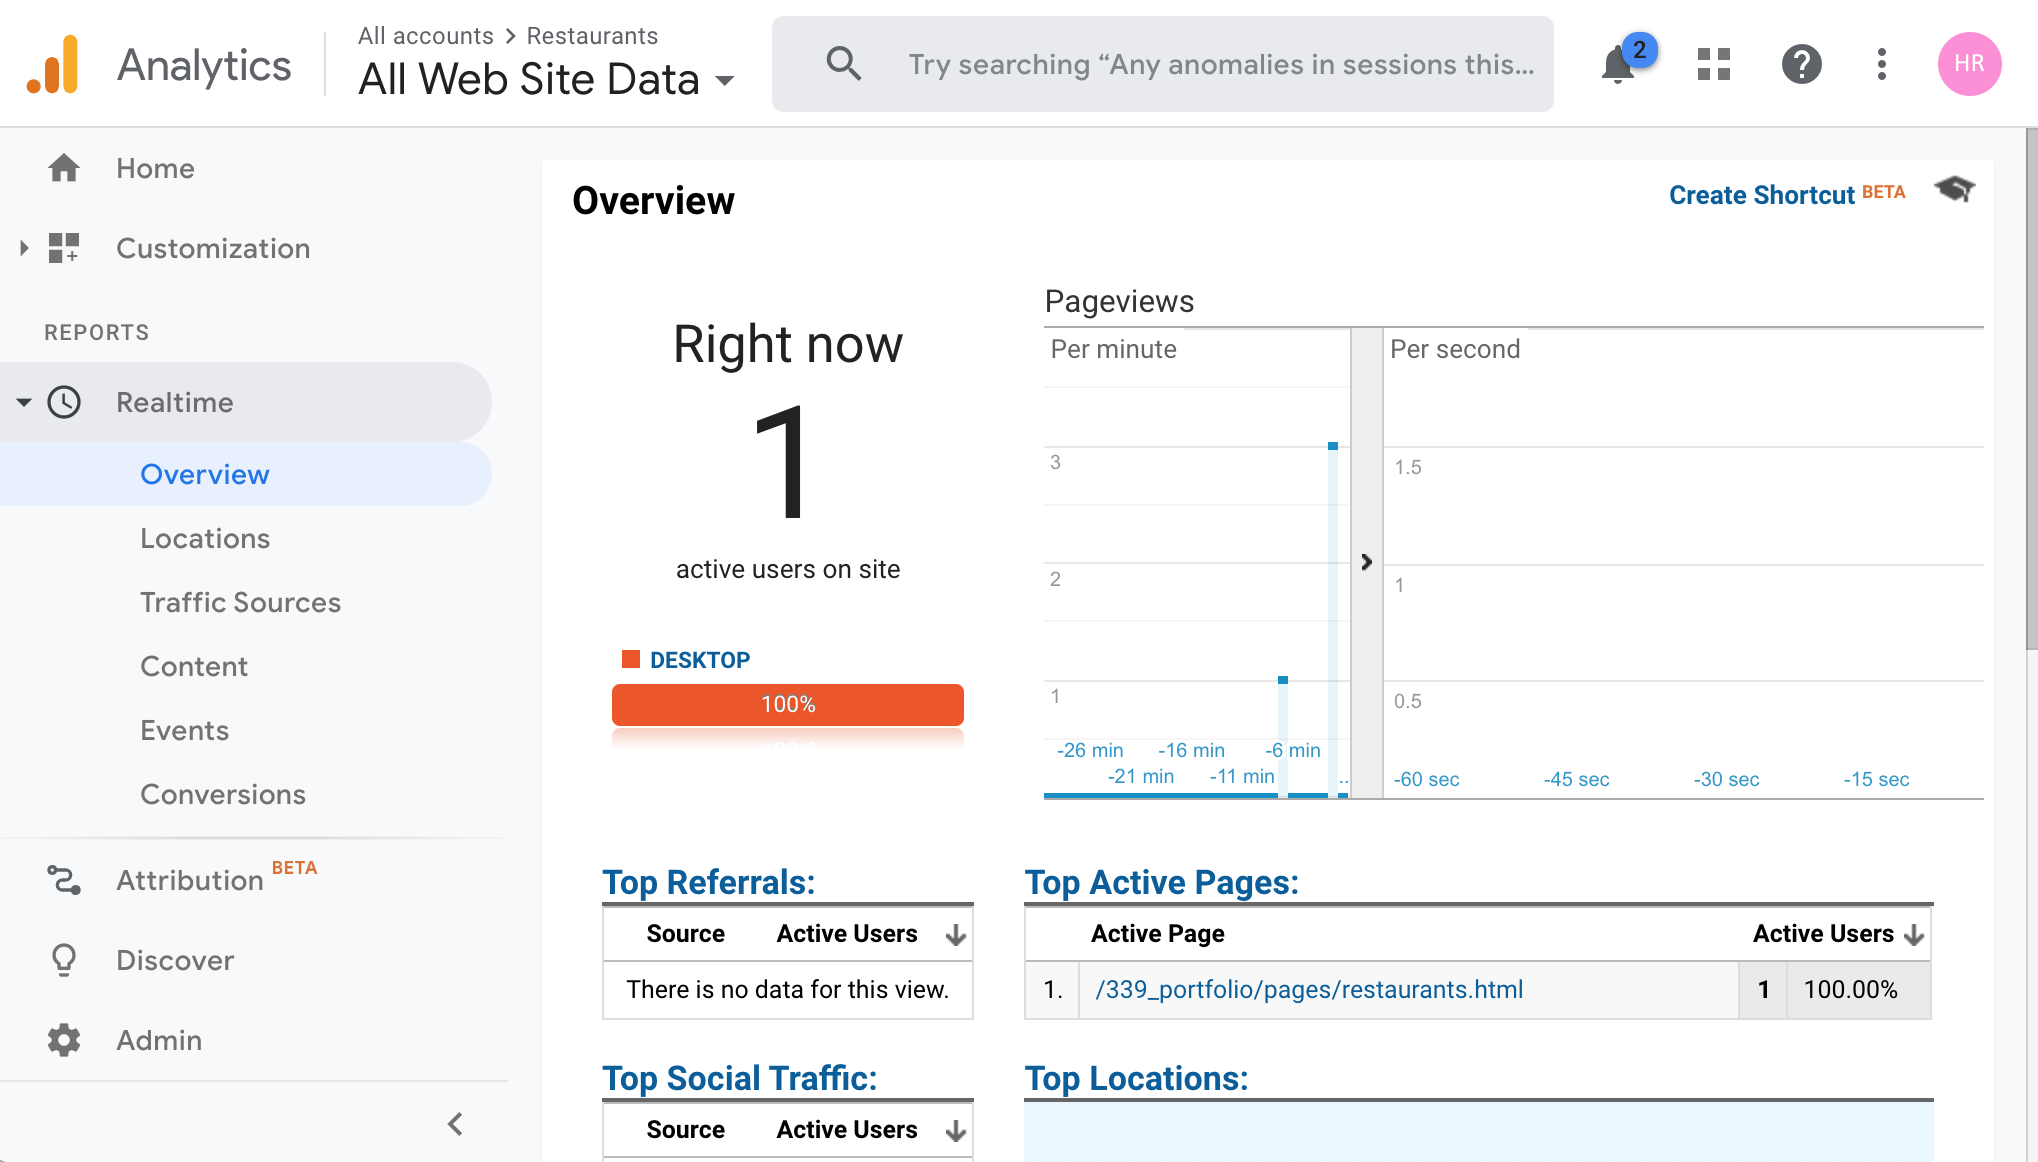 Analytics
All accounts > Restaurants
All Web Site Data
Try searching “Any anomalies in sessions this...
2
HR
Home
Customization
REPORTS
Realtime
Overview
Locations
Traffic Sources
Content
Events
Conversions
Attribution BETA
Discover
Admin
Overview
Create Shortcut BETA
Right now
1
active users on site
DESKTOP
100%
Pageviews
Per minute
3
2
1
-26 min
-21 min
-16 min
-11 min
-6 min
..
Per second
1.5
1
0.5
-60 sec
-45 sec
-30 sec
-15 sec
Top Referrals:
Source Active Users
There is no data for this view.
Top Active Pages:
Active Page Active Users
1. /339_portfolio/pages/restaurants.html 1 100.00%
Top Social Traffic:
Source Active Users
Top Locations: